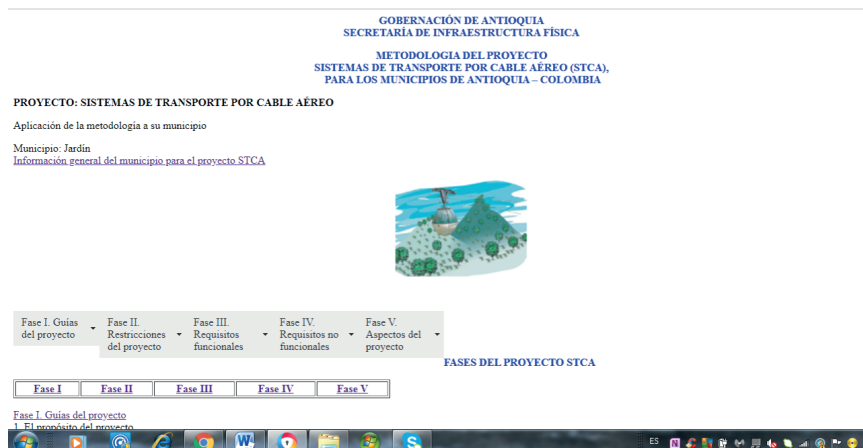 GOBERNACIÓN DE ANTIOQUIA
SECRETARÍA DE INFRAESTRUCTURA FÍSICA
METODOLOGIA DEL PROYECTO
SISTEMAS DE TRANSPORTE POR CABLE AÉREO (STCA),
PARA LOS MUNICIPIOS DE ANTIOQUIA – COLOMBIA
PROYECTO: SISTEMAS DE TRANSPORTE POR CABLE AÉREO
Aplicación de la metodología a su municipio
Municipio: Jardín
Información general del municipio para el proyecto STCA
Fase I. Guías
del proyecto
Fase II.
Restricciones
del proyecto
Fase III.
Requisitos
funcionales
Fase IV.
Requisitos no
funcionales
Fase V.
Aspectos del
proyecto
FASES DEL PROYECTO STCA
Fase I Fase II Fase III Fase IV Fase V
Fase I. Guías del proyecto
1. El propósito del proyecto
ES